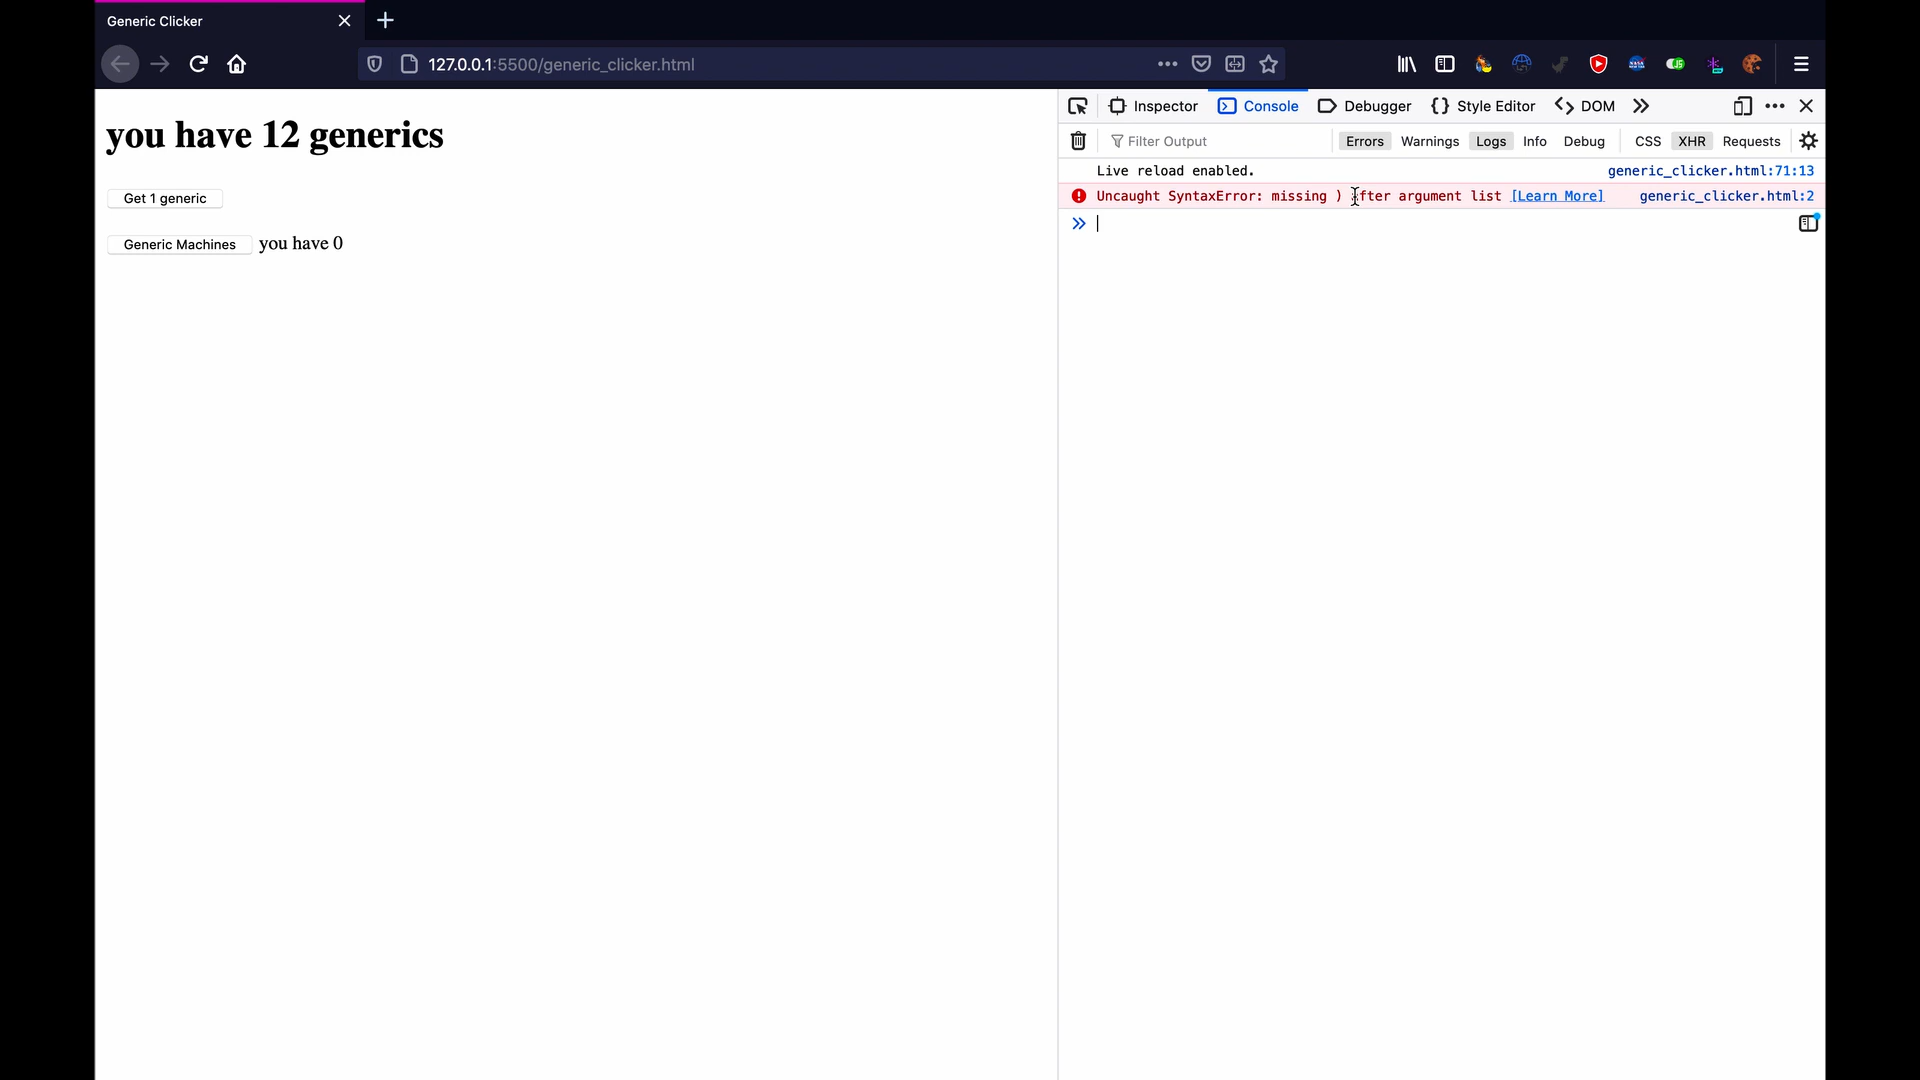 Generic Clicker
127.0.0.1:5500/generic_clicker.html
you have 12 generics
Get 1 generic
Generic Machines you have 0
Inspector Console Debugger {} Style Editor DOM
Filter Output Errors Warnings Logs Info Debug CSS XHR Requests
Live reload enabled. generic_clicker.html:71:13
Uncaught SyntaxError: missing ) after argument list [Learn More] generic_clicker.html:2